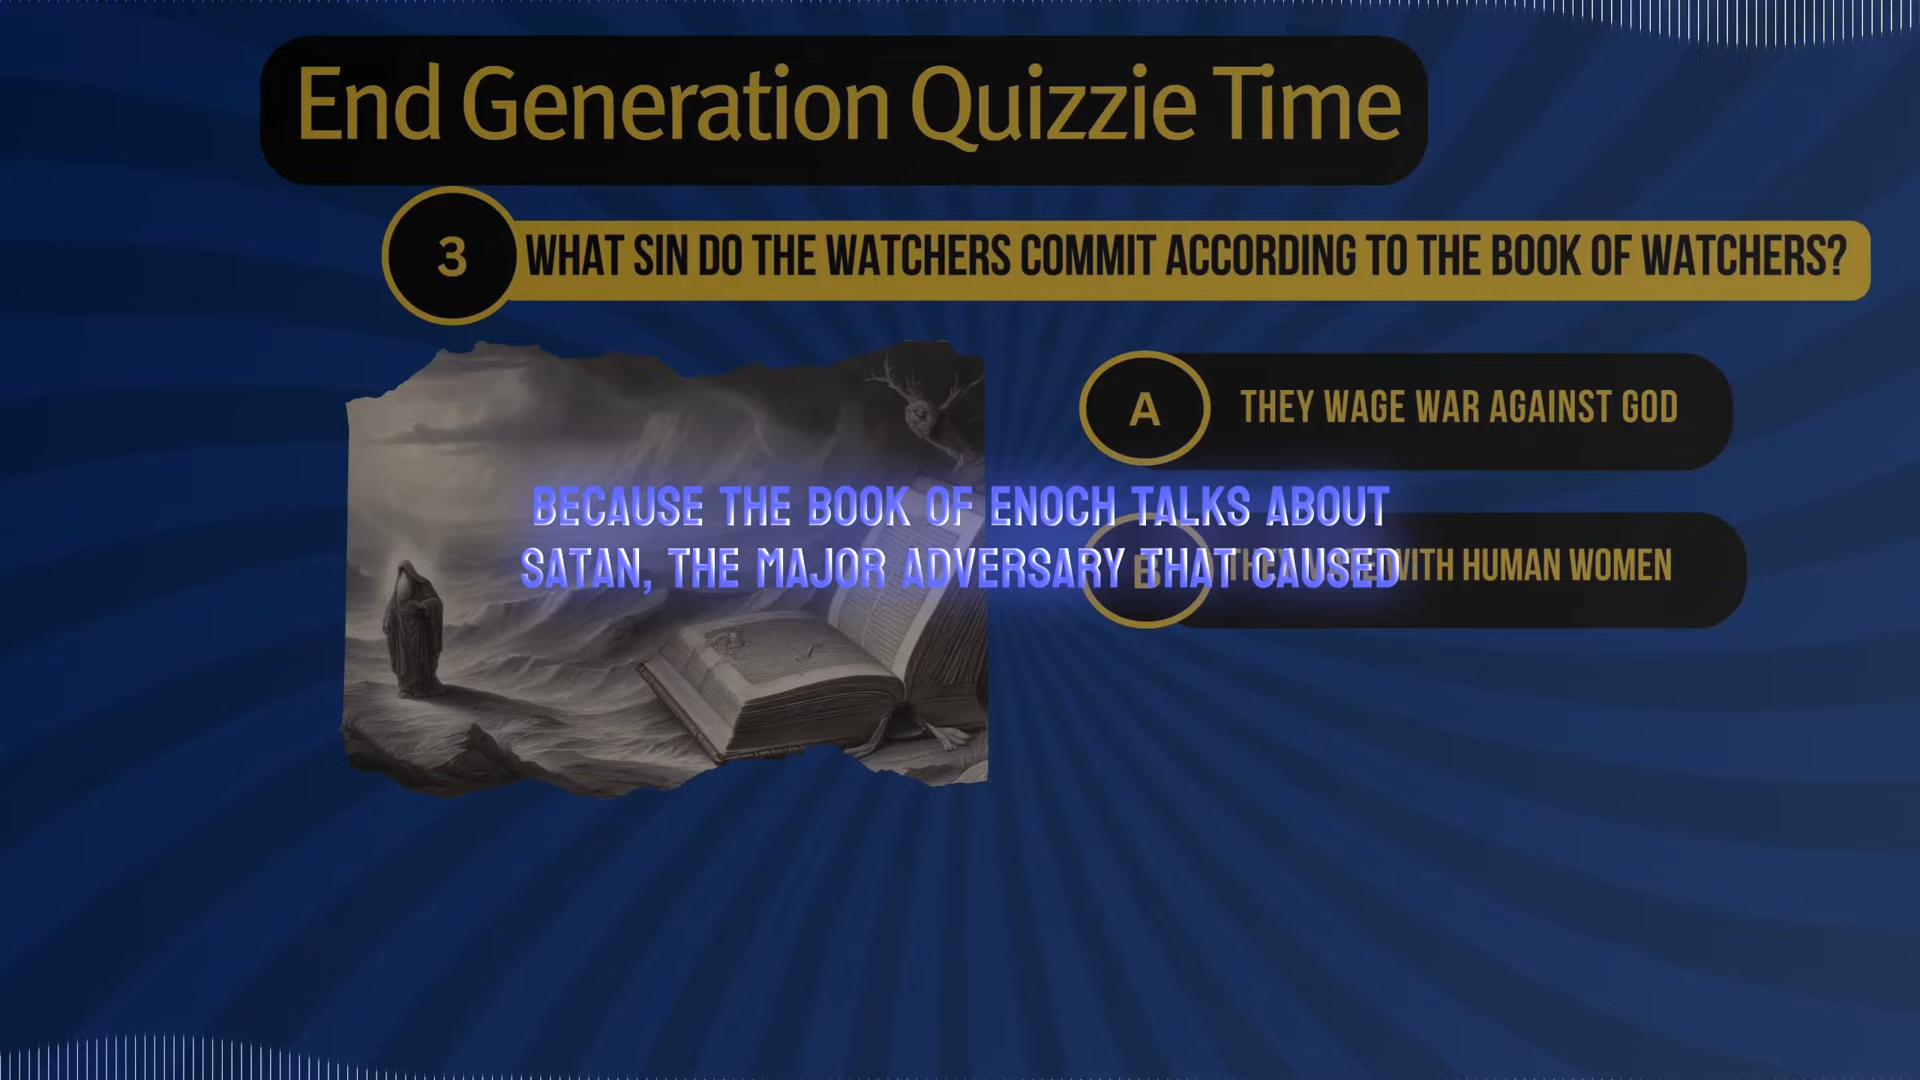 End Generation Quizzie Time
3
WHAT SIN DO THE WATCHERS COMMIT ACCORDING TO THE BOOK OF WATCHERS?
A
THEY WAGE WAR AGAINST GOD
BECAUSE THE BOOK OF ENOCH TALKS ABOUT
SATAN, THE MAJOR ADVERSARY THAT CAUSED
B
THEY WITH HUMAN WOMEN